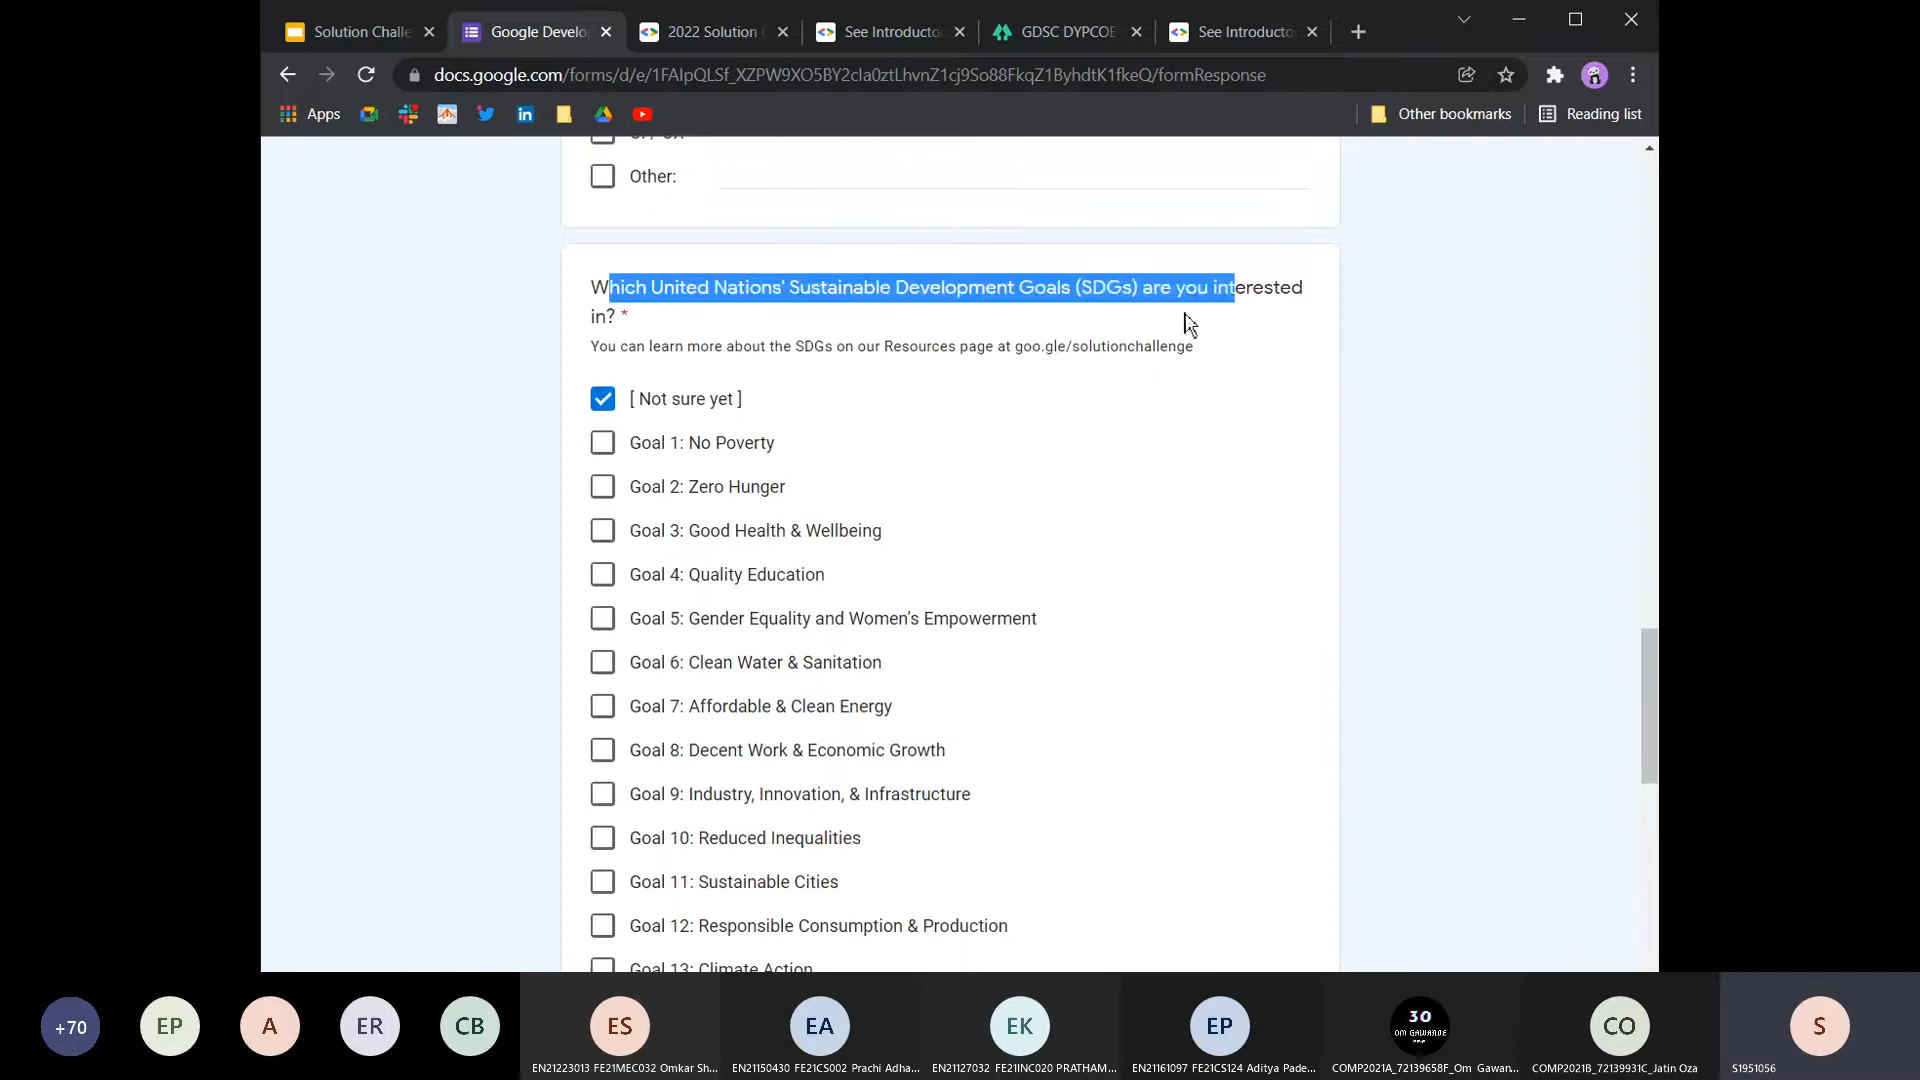 Solution Challe
Google Develo
2022 Solution C
See Introducto
GDSC DYPCOE
See Introducto
docs.google.com/forms/d/e/1FAIpQLSf_XZPW9XO5BY2cla0ztLhvnZ1cj9So88FkqZ1ByhdtK1fkeQ/formResponse
Apps
Other bookmarks
Reading list
Other:
Which United Nations' Sustainable Development Goals (SDGs) are you interested
in? *
You can learn more about the SDGs on our Resources page at goo.gle/solutionchallenge
[ Not sure yet ]
Goal 1: No Poverty
Goal 2: Zero Hunger
Goal 3: Good Health & Wellbeing
Goal 4: Quality Education
Goal 5: Gender Equality and Women’s Empowerment
Goal 6: Clean Water & Sanitation
Goal 7: Affordable & Clean Energy
Goal 8: Decent Work & Economic Growth
Goal 9: Industry, Innovation, & Infrastructure
Goal 10: Reduced Inequalities
Goal 11: Sustainable Cities
Goal 12: Responsible Consumption & Production
Goal 13: Climate Action
+70
EP
A
ER
CB
ES
EA
EK
EP
30
OM GAWANDE
CO
S
EN21223013 FE21MEC032 Omkar Sh...
EN21150430 FE21CS002 Prachi Adha...
EN21127032 FE21INC020 PRATHAM...
EN21161097 FE21CS124 Aditya Pade...
COMP2021A_72139658F_Om Gawan...
COMP2021B_72139931C_Jatin Oza
S1951056